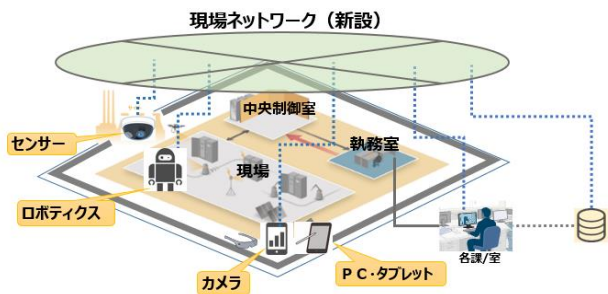 現場ネットワーク（新設）
中央制御室
センサー
執務室
現場
ロボティクス
各課/室
カメラ
ＰＣ・タブレット